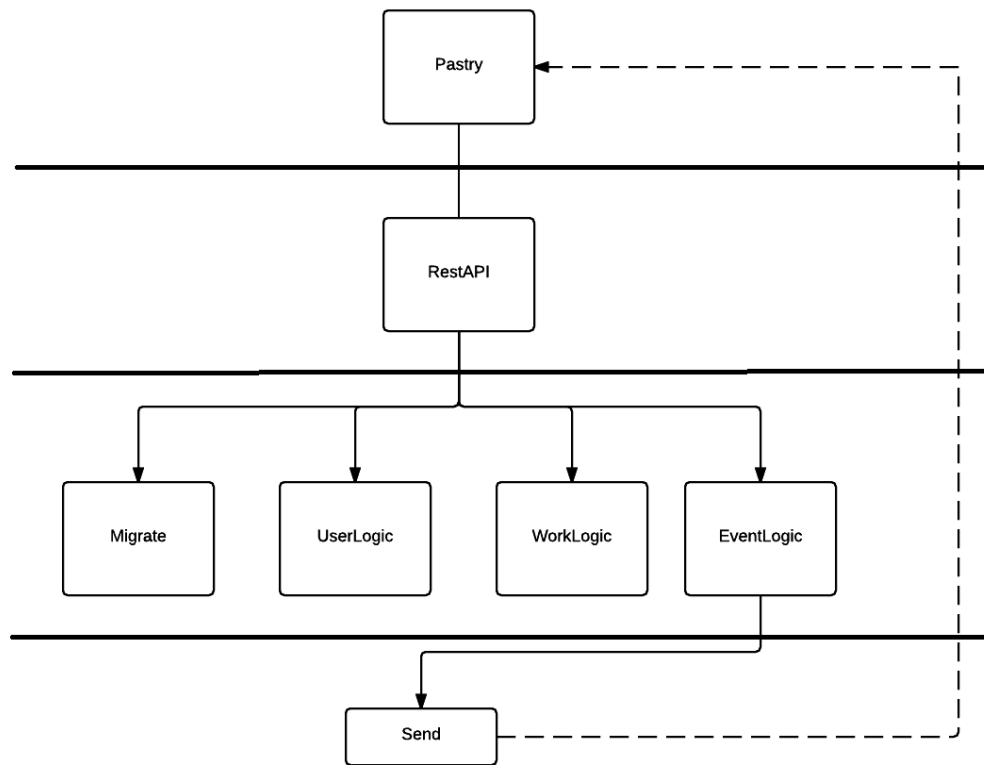 Pastry
RestAPI
Migrate
UserLogic
WorkLogic
EventLogic
Send